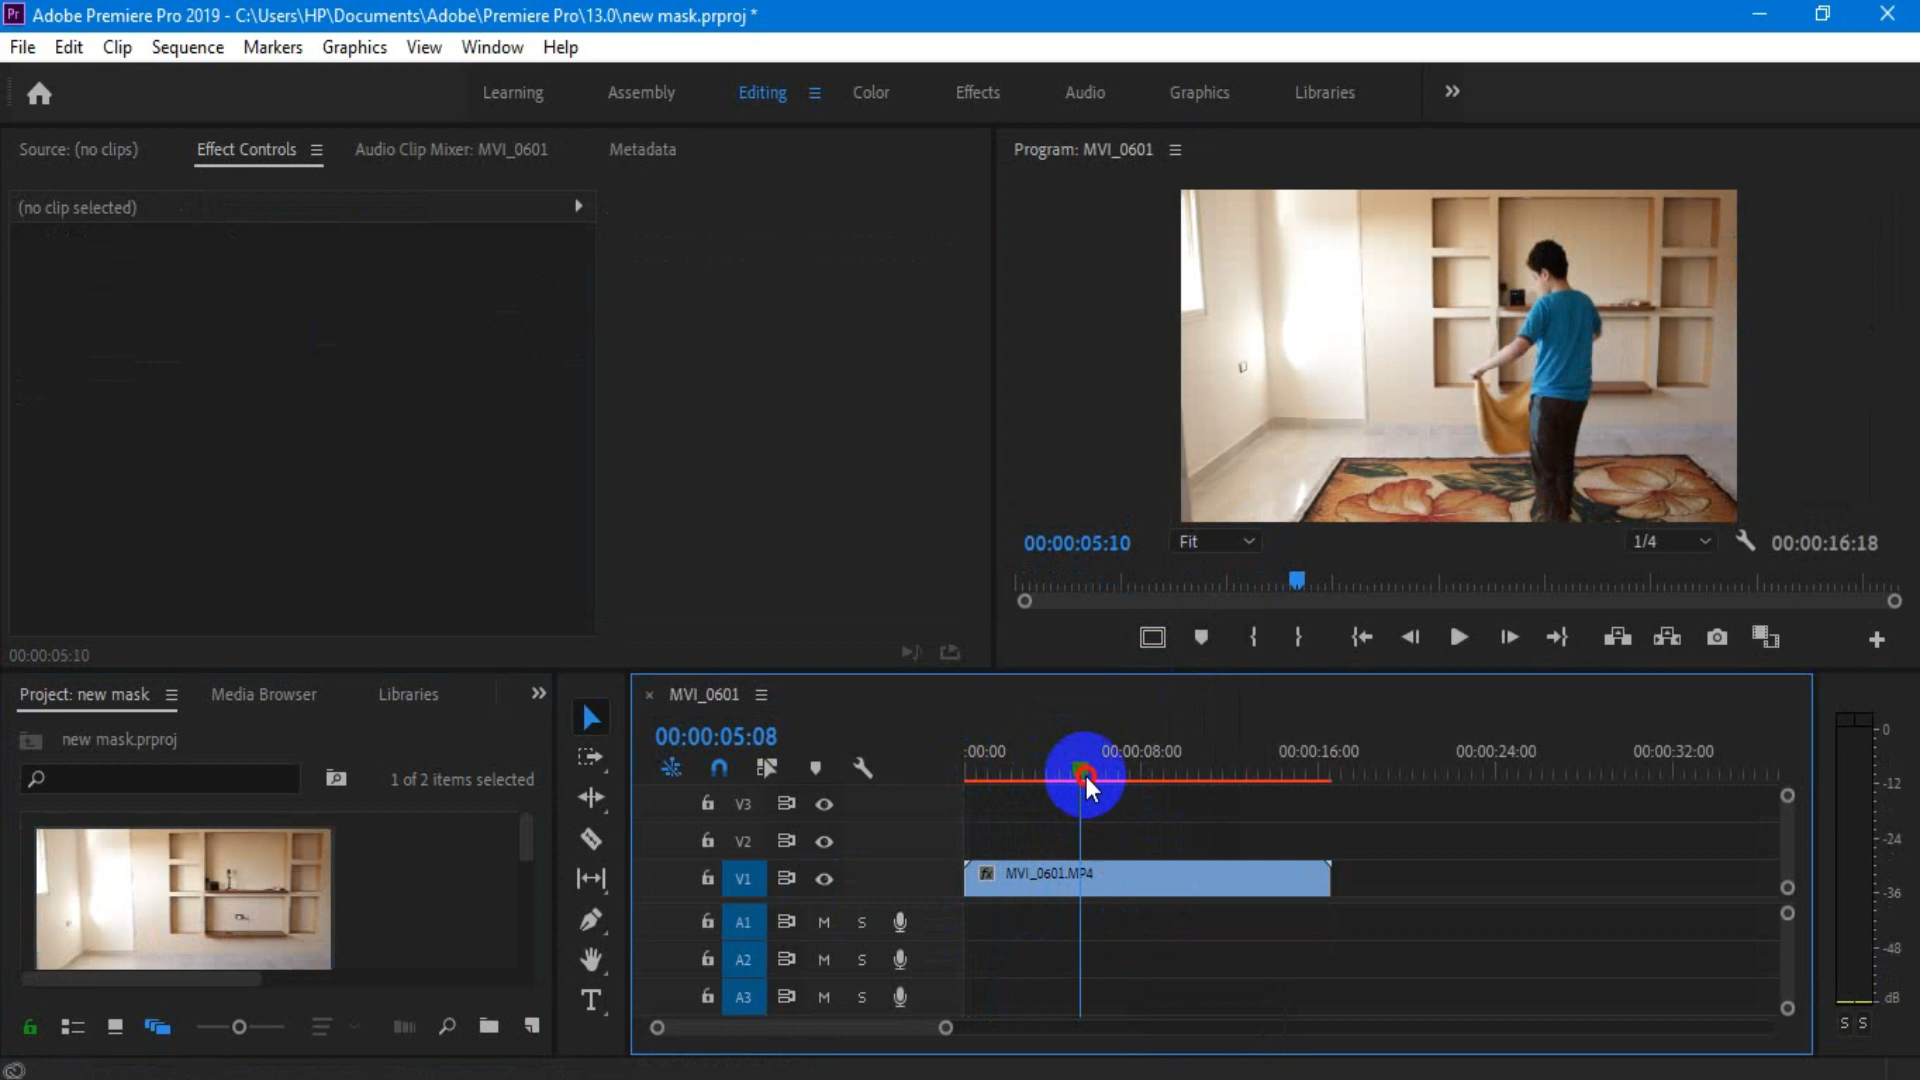 Pr Adobe Premiere Pro 2019 - C:\Users\HP\Documents\Adobe\Premiere Pro\13.0\new mask.prproj *
File Edit Clip Sequence Markers Graphics View Window Help
Learning Assembly Editing Color Effects Audio Graphics Libraries
Source: (no clips) Effect Controls Audio Clip Mixer: MVI_0601 Metadata
Program: MVI_0601
(no clip selected)
00:00:05:10 Fit 1/4 00:00:16:18
00:00:05:10
Project: new mask Media Browser Libraries
MVI_0601
new mask.prproj
00:00:05:08
:00:00 00:00:08:00 00:00:16:00 00:00:24:00 00:00:32:00
1 of 2 items selected
V3
V2
V1 fx MVI_0601.MP4
A1 M S
A2 M S
A3 M S
T
0
-12
-24
-36
-48
dB
S S